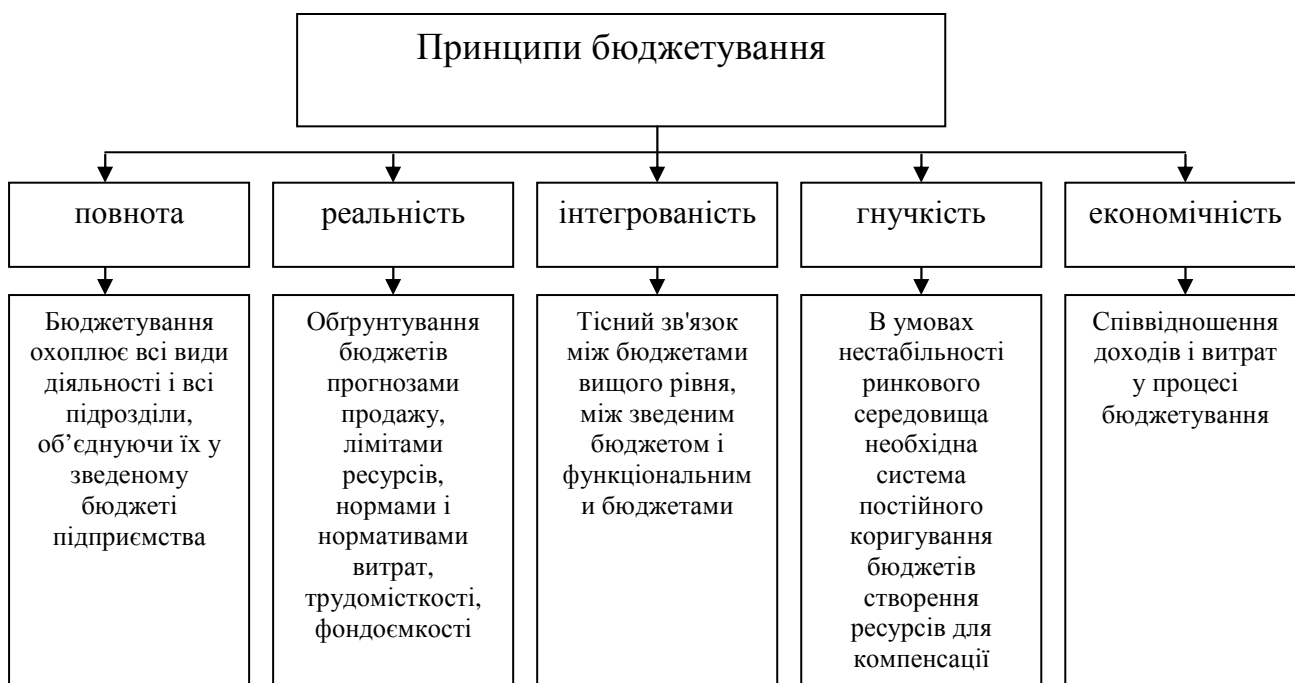 Принципи бюджетування
повнота
реальність
інтегрованість
гнучкість
економічність
Бюджетування
охоплює всі види
діяльності і всі
підрозділи,
об’єднуючи їх у
зведеному
бюджеті
підприємства
Обґрунтування
бюджетів
прогнозами
продажу,
лімітами
ресурсів,
нормами і
нормативами
витрат,
трудомісткості,
фондоємкості
Тісний зв'язок
між бюджетами
вищого рівня,
між зведеним
бюджетом і
функціональним
и бюджетами
В умовах
нестабільності
ринкового
середовища
необхідна
система
постійного
коригування
бюджетів
створення
ресурсів для
компенсації
Співвідношення
доходів і витрат
у процесі
бюджетування